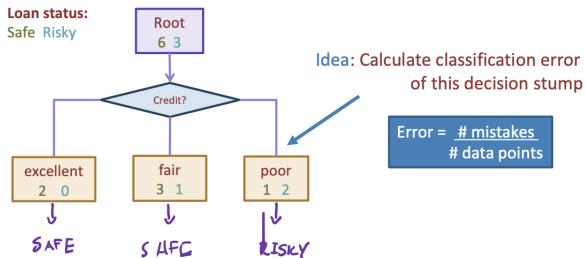 Loan status:
Safe Risky
Root
6 3
Credit?
excellent
2 0
fair
3 1
poor
1 2
SAFE
SAFE
RISKY
Idea: Calculate classification error
of this decision stump
Error = # mistakes
# data points